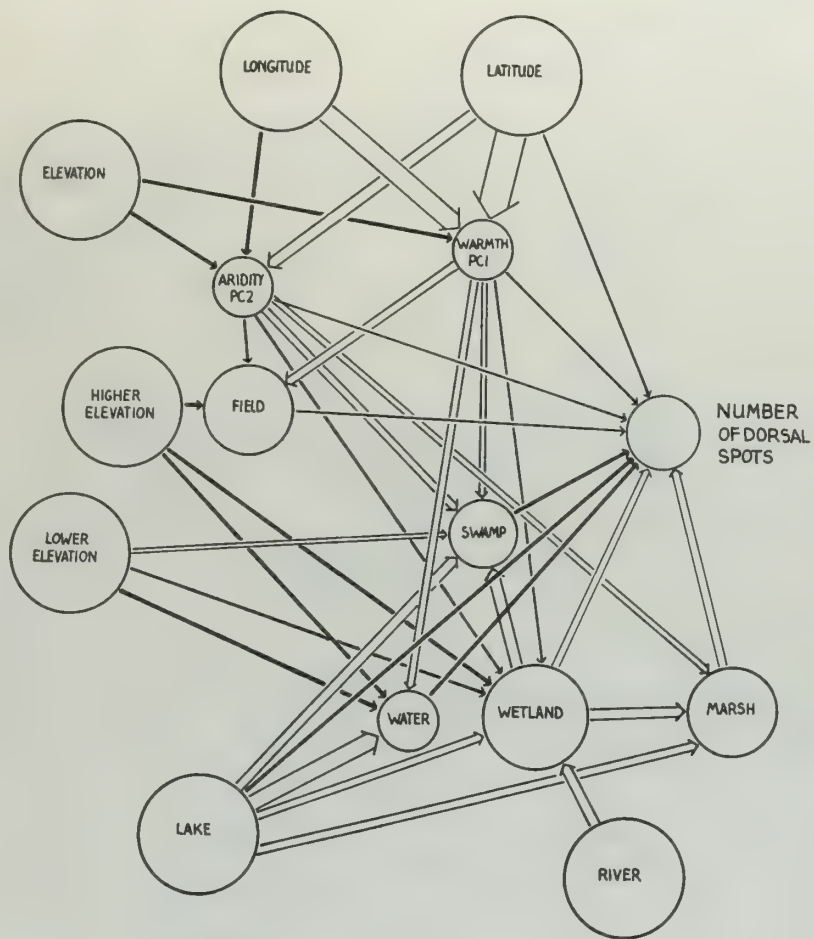 LONGITUDE
LATITUDE
ELEVATION
WARMTH
PC1
ARIDITY
PC2
HIGHER
ELEVATION
FIELD
NUMBER
OF DORSAL
SPOTS
LOWER
ELEVATION
SWAMP
WATER
WETLAND
MARSH
LAKE
RIVER